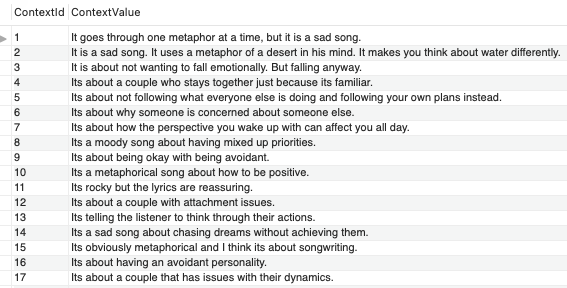 ContextId ContextValue
1 It goes through one metaphor at a time, but it is a sad song.
2 It is a sad song. It uses a metaphor of a desert in his mind. It makes you think about water differently.
3 It is about not wanting to fall emotionally. But falling anyway.
4 Its about a couple who stays together just because its familiar.
5 Its about not following what everyone else is doing and following your own plans instead.
6 Its about why someone is concerned about someone else.
7 Its about how the perspective you wake up with can affect you all day.
8 Its a moody song about having mixed up priorities.
9 Its about being okay with being avoidant.
10 Its a metaphorical song about how to be positive.
11 Its rocky but the lyrics are reassuring.
12 Its about a couple with attachment issues.
13 Its telling the listener to think through their actions.
14 Its a sad song about chasing dreams without achieving them.
15 Its obviously metaphorical and I think its about songwriting.
16 Its about having an avoidant personality.
17 Its about a couple that has issues with their dynamics.